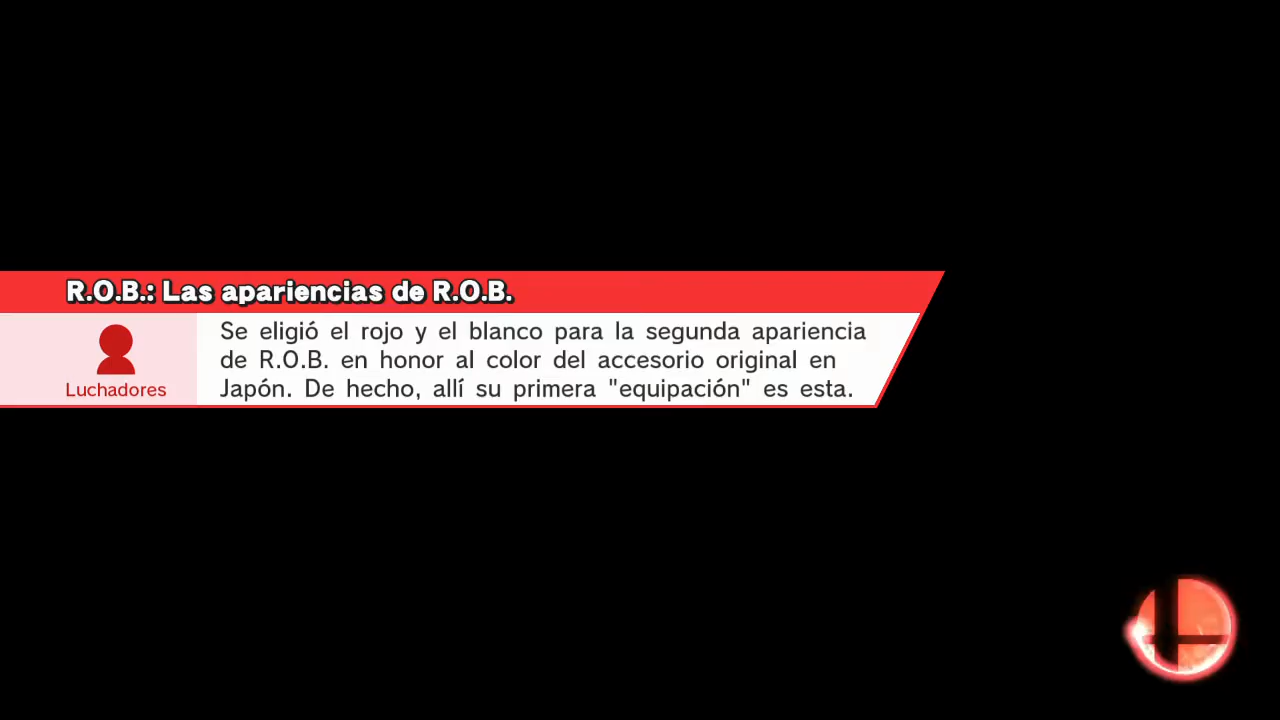 R.O.B.: Las apariencias de R.O.B.
Luchadores
Se eligió el rojo y el blanco para la segunda apariencia
de R.O.B. en honor al color del accesorio original en
Japón. De hecho, allí su primera "equipación" es esta.